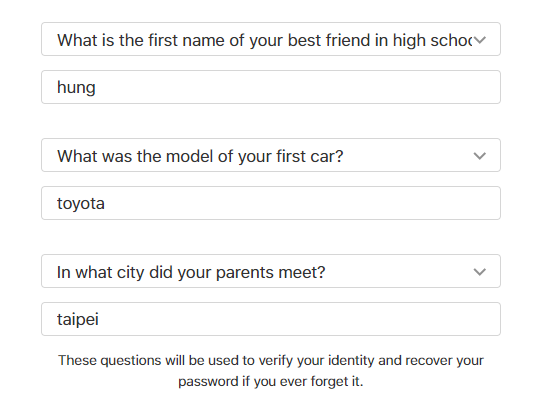 What is the first name of your best friend in high schoo
hung
What was the model of your first car?
toyota
In what city did your parents meet?
taipei
These questions will be used to verify your identity and recover your
password if you ever forget it.